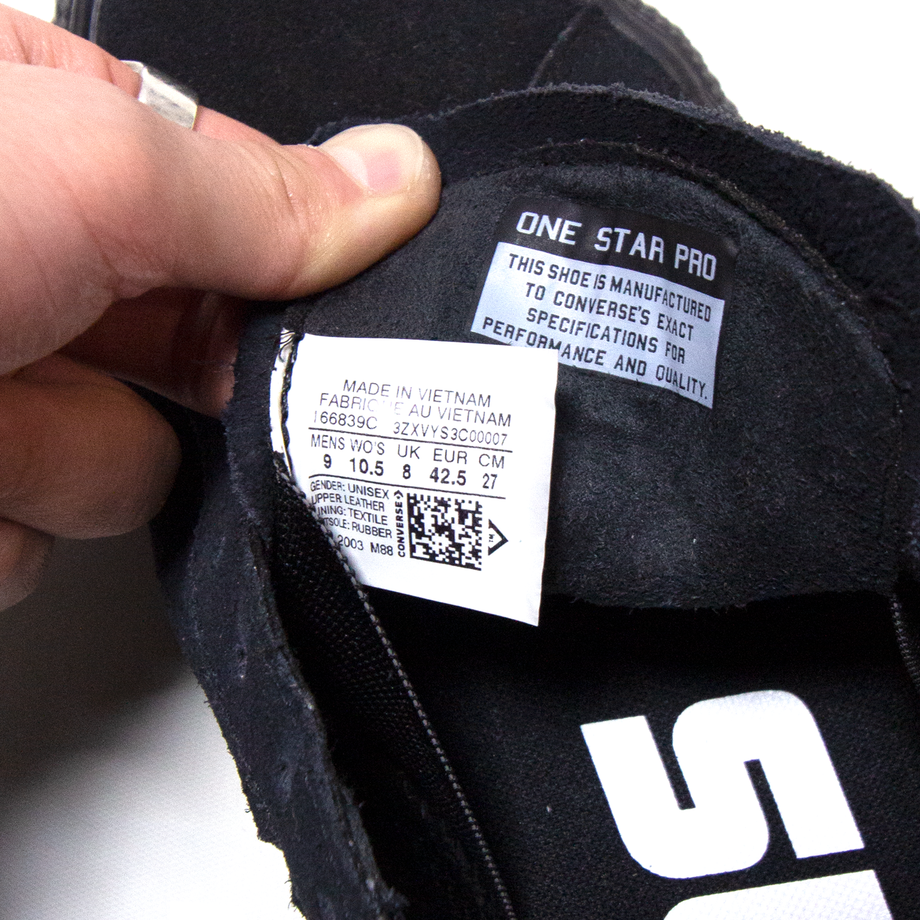 ONE STAR PRO
THIS SHOE IS MANUFACTURED
TO CONVERSE'S EXACT
SPECIFICATIONS FOR
PERFORMANCE AND QUALITY.
MADE IN VIETNAM
FABRIQUE AU VIETNAM
166839C 3ZXVYS3C00007
MENS WO'S UK EUR CM
9 10.5 8 42.5 27
GENDER: UNISEX
UPPER LEATHER
LINING: TEXTILE
OUTSOLE: RUBBER
2003 M88
CONVERSE
TM